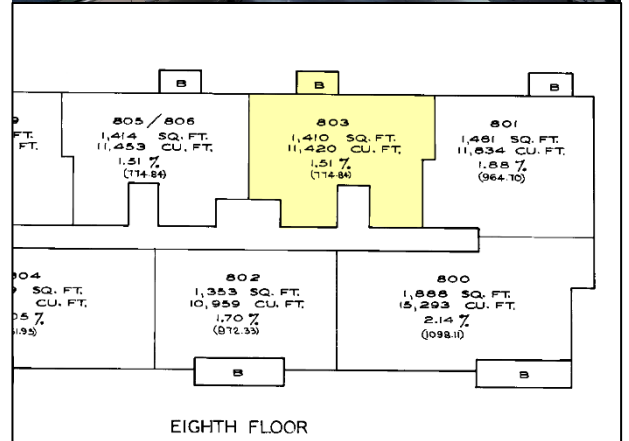 B
B
B
805/806
1,414 SQ. FT.
11,453 CU. FT.
1.51 %
(774.84)
803
1,410 SQ. FT.
11,420 CU. FT.
1.51 %
(774.84)
801
1,481 SQ. FT.
11,834 CU. FT.
1.88 %
(964.70)
FT.
FT.
04
SQ. FT.
CU. FT.
05 %
802
1,353 SQ. FT.
10,959 CU. FT.
1.70 %
(872.33)
800
1,888 SQ. FT.
15,293 CU. FT.
2.14 %
(1098.11)
B
B
EIGHTH FLOOR